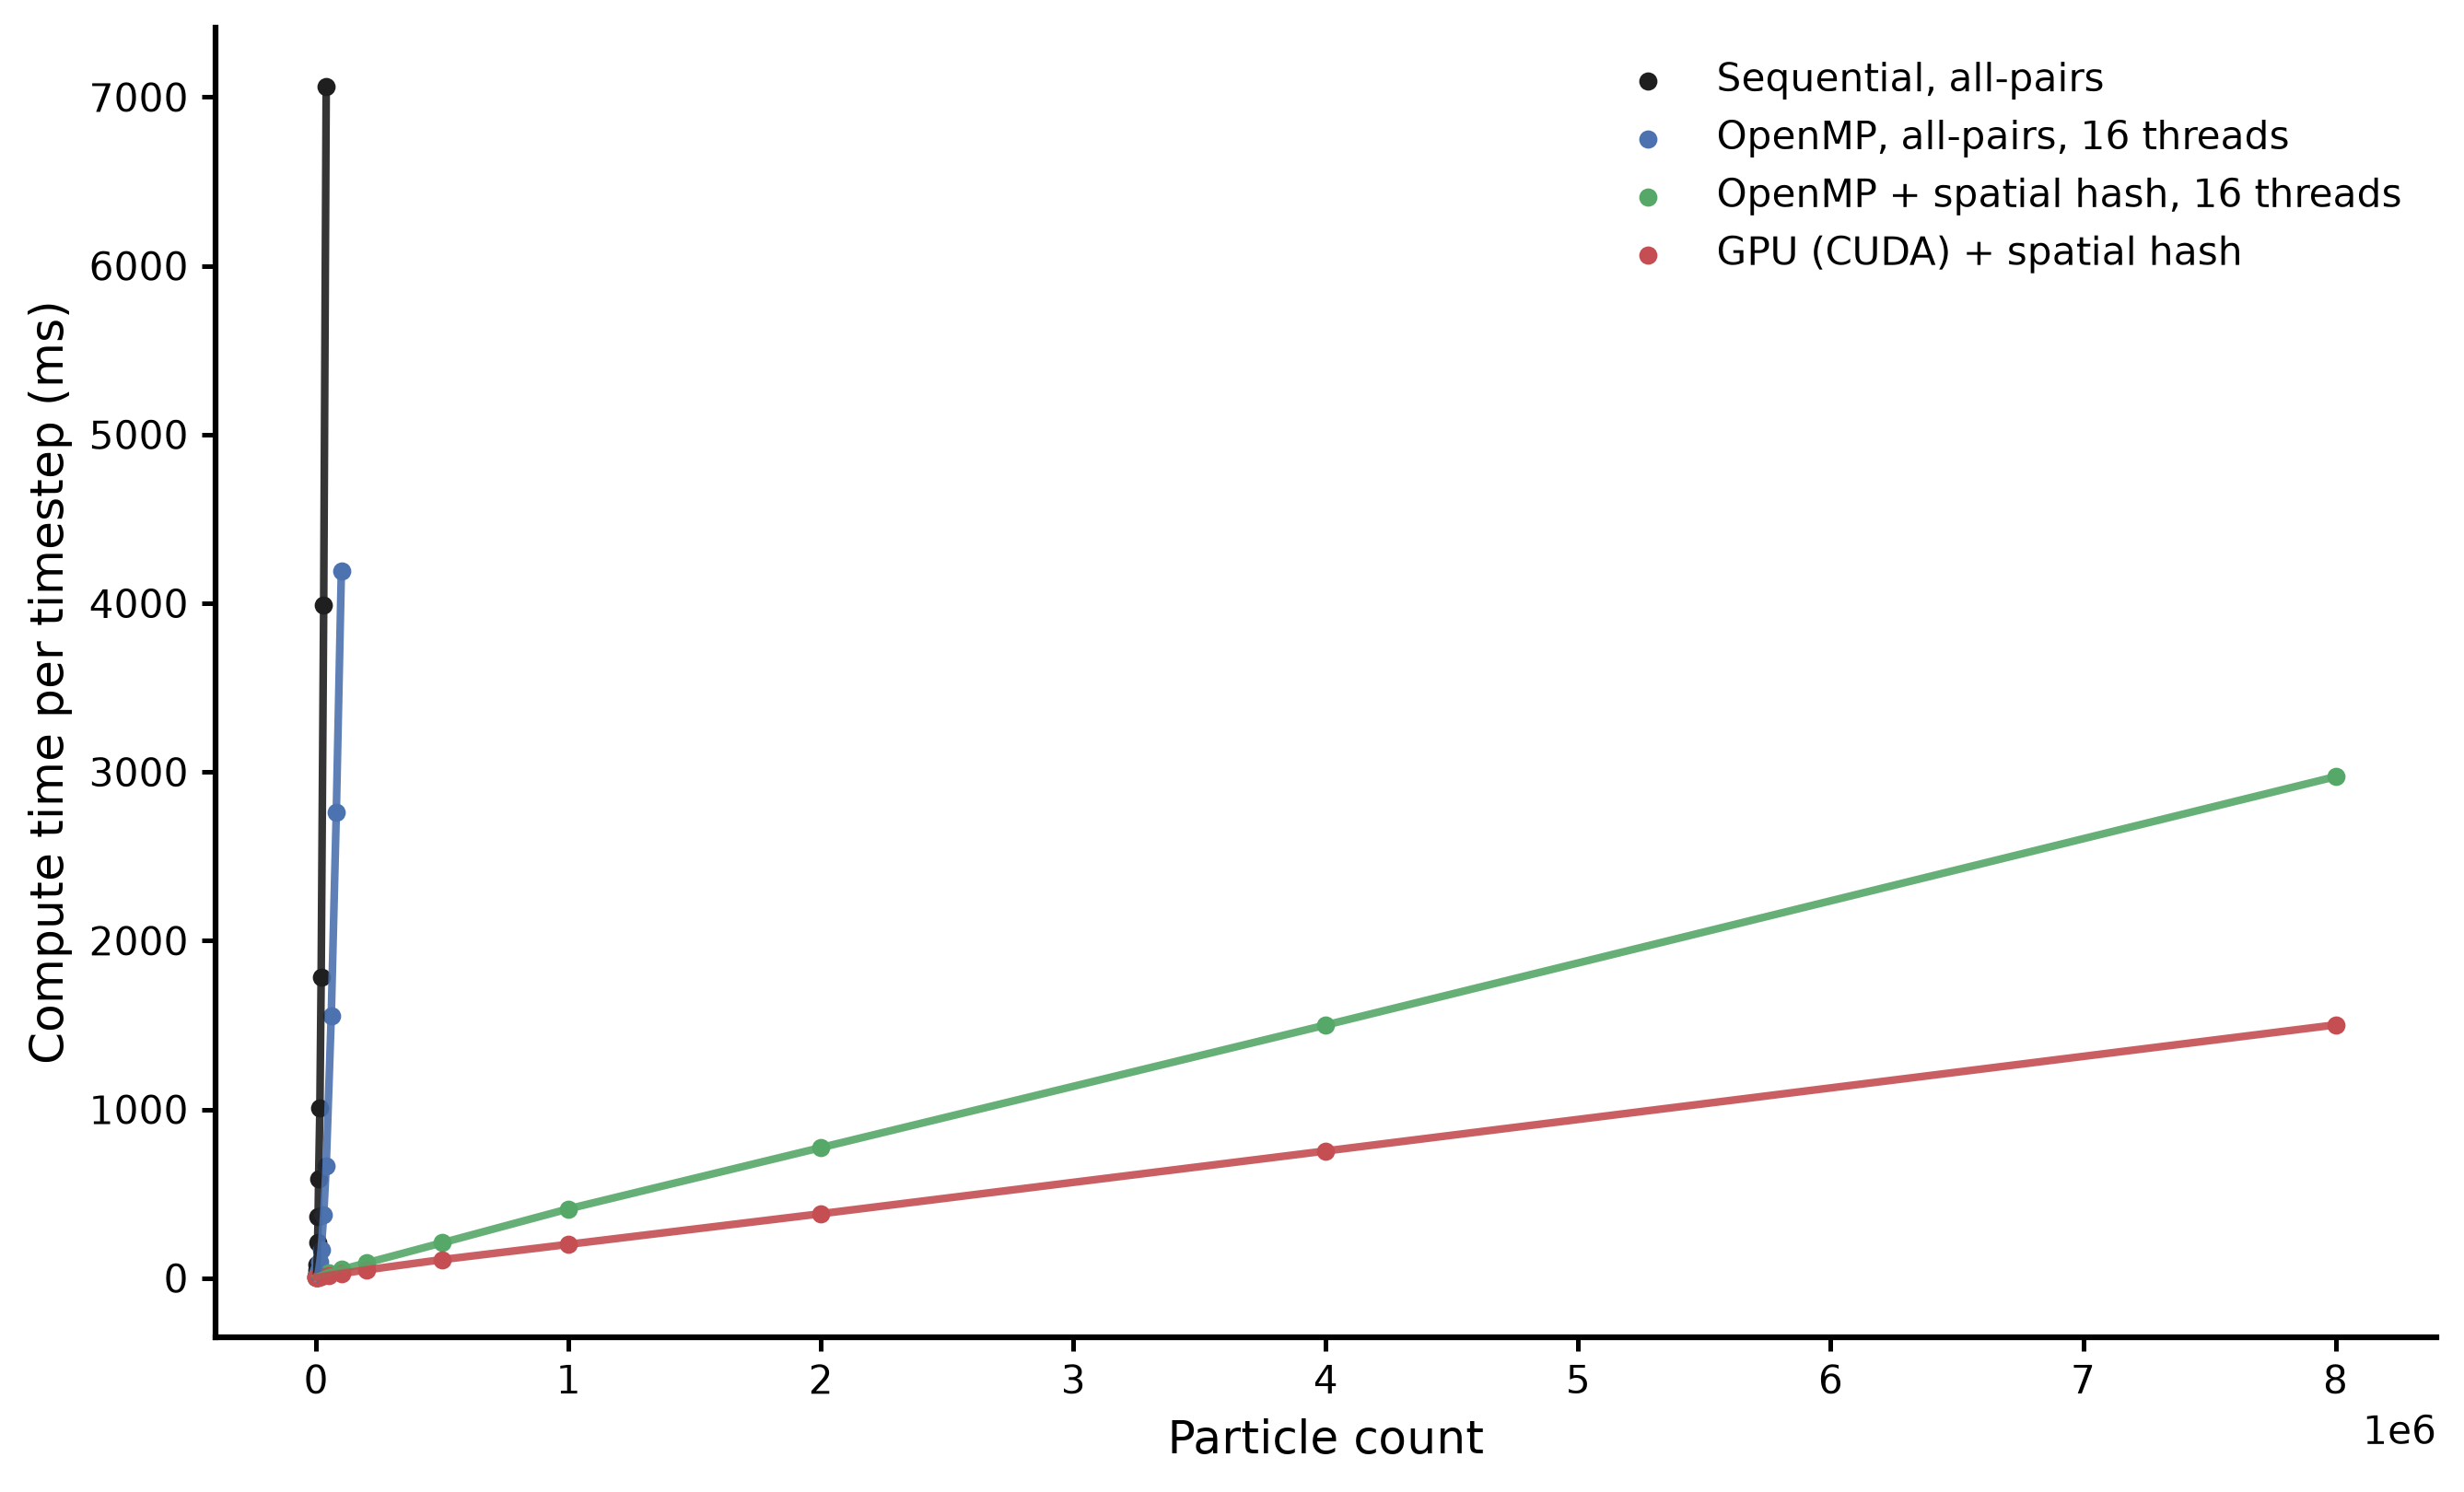 Sequential, all-pairs
OpenMP, all-pairs, 16 threads
OpenMP + spatial hash, 16 threads
GPU (CUDA) + spatial hash
Compute time per timestep (ms)
7000
6000
5000
4000
3000
2000
1000
0
0 1 2 3 4 5 6 7 8
1e6
Particle count